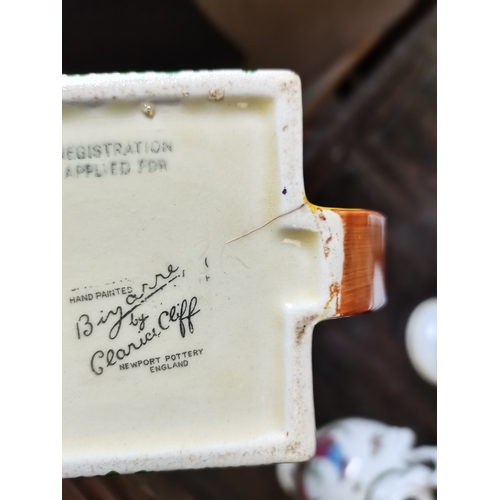 REGISTRATION
APPLIED FOR
HAND PAINTED
Bizarre
by
Clarice Cliff
NEWPORT POTTERY
ENGLAND